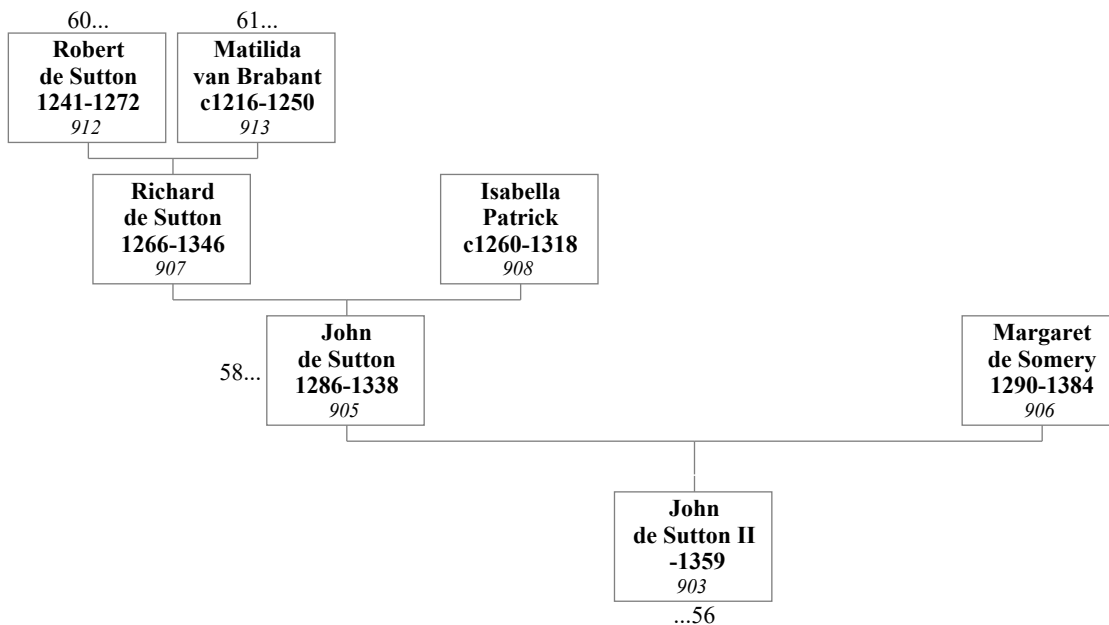 60...
Robert
de Sutton
1241-1272
912
61...
Matilida
van Brabant
c1216-1250
913
Richard
de Sutton
1266-1346
907
Isabella
Patrick
c1260-1318
908
58...
John
de Sutton
1286-1338
905
Margaret
de Somery
1290-1384
906
John
de Sutton II
-1359
903
...56